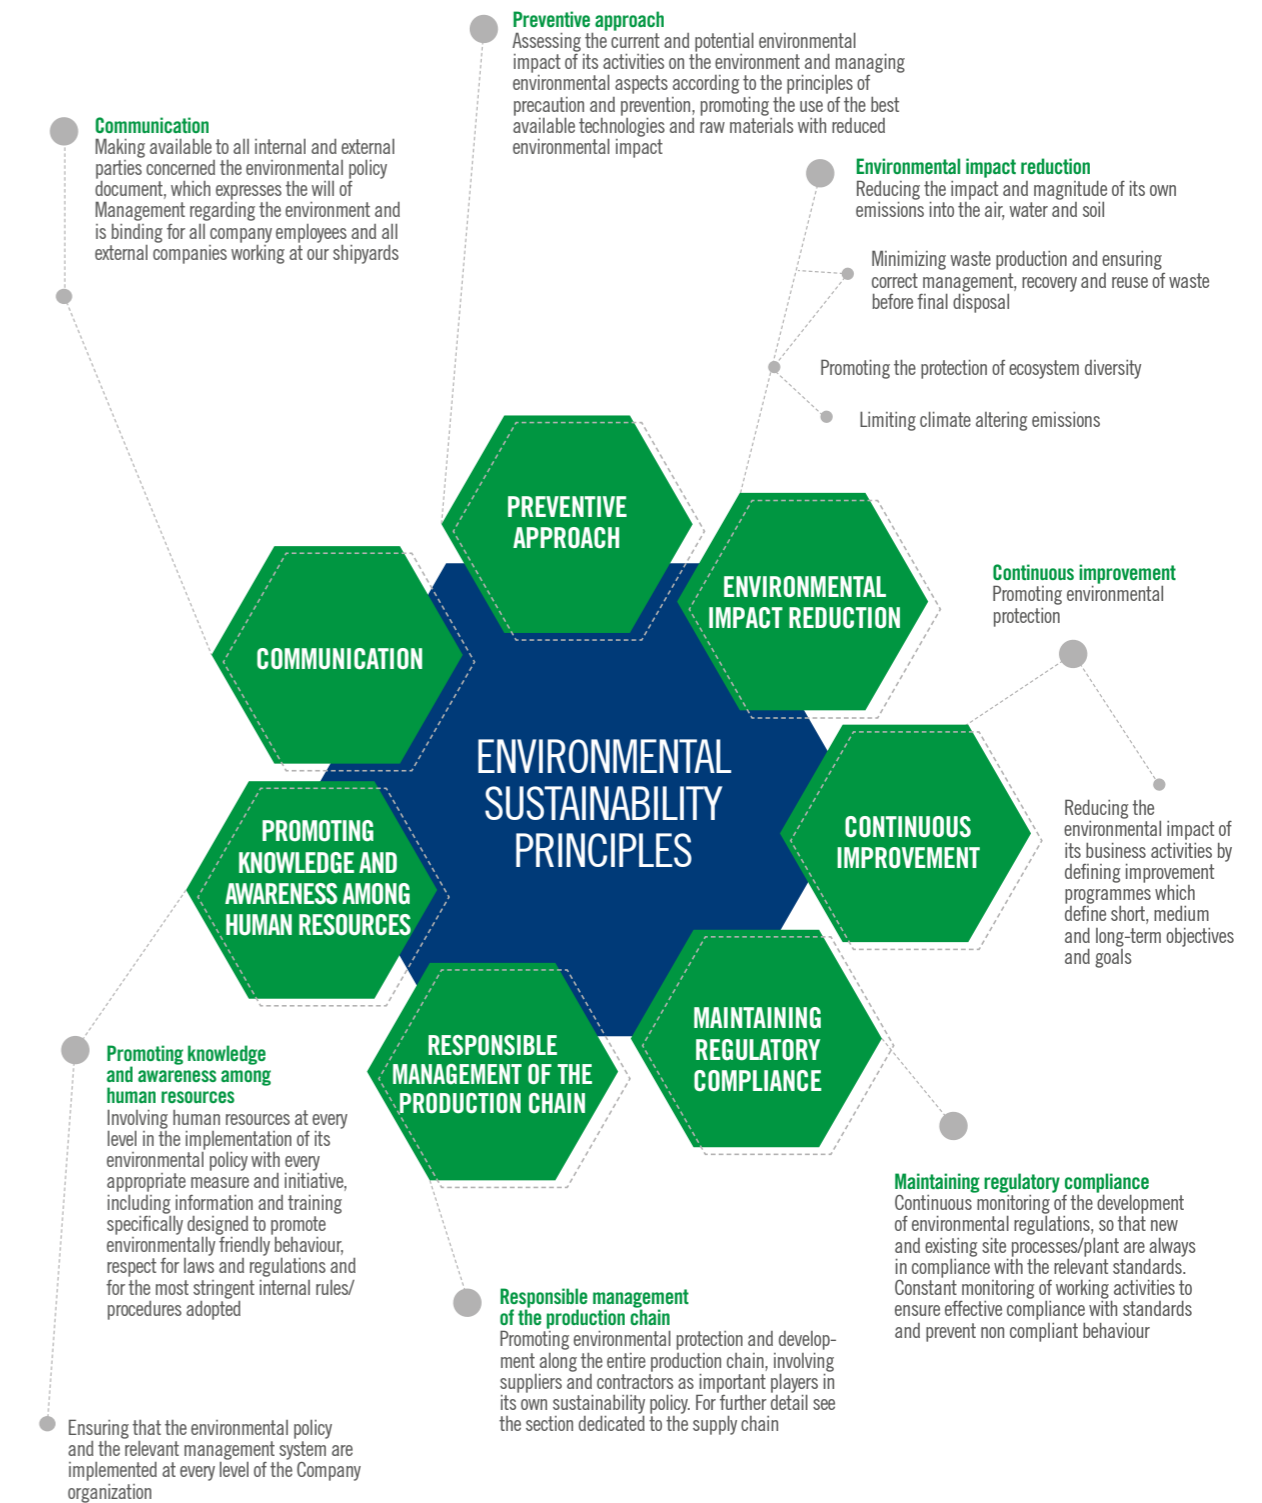 Preventive approach
Assessing the current and potential environmental
impact of its activities on the environment and managing
environmental aspects according to the principles of
precaution and prevention, promoting the use of the best
available technologies and raw materials with reduced
environmental impact
Communication
Making available to all internal and external
parties concerned the environmental policy
document, which expresses the will of
Management regarding the environment and
is binding for all company employees and all
external companies working at our shipyards
Environmental impact reduction
Reducing the impact and magnitude of its own
emissions into the air, water and soil
Minimizing waste production and ensuring
correct management, recovery and reuse of waste
before final disposal
Promoting the protection of ecosystem diversity
Limiting climate altering emissions
PREVENTIVE
APPROACH
ENVIRONMENTAL
IMPACT REDUCTION
COMMUNICATION
Continuous improvement
Promoting environmental
protection
ENVIRONMENTAL
SUSTAINABILITY
PRINCIPLES
CONTINUOUS
IMPROVEMENT
Reducing the
environmental impact of
its business activities by
defining improvement
programmes which
define short, medium
and long-term objectives
and goals
PROMOTING
KNOWLEDGE AND
AWARENESS AMONG
HUMAN RESOURCES
RESPONSIBLE
MANAGEMENT OF THE
PRODUCTION CHAIN
MAINTAINING
REGULATORY
COMPLIANCE
Promoting knowledge
and awareness among
human resources
Involving human resources at every
level in the implementation of its
environmental policy with every
appropriate measure and initiative,
including information and training
specifically designed to promote
environmentally friendly behaviour,
respect for laws and regulations and
for the most stringent internal rules/
procedures adopted
Maintaining regulatory compliance
Continuous monitoring of the development
of environmental regulations, so that new
and existing site processes/plant are always
in compliance with the relevant standards.
Constant monitoring of working activities to
ensure effective compliance with standards
and prevent non compliant behaviour
Responsible management
of the production chain
Promoting environmental protection and develop-
ment along the entire production chain, involving
suppliers and contractors as important players in
its own sustainability policy. For further detail see
the section dedicated to the supply chain
Ensuring that the environmental policy
and the relevant management system are
implemented at every level of the Company
organization